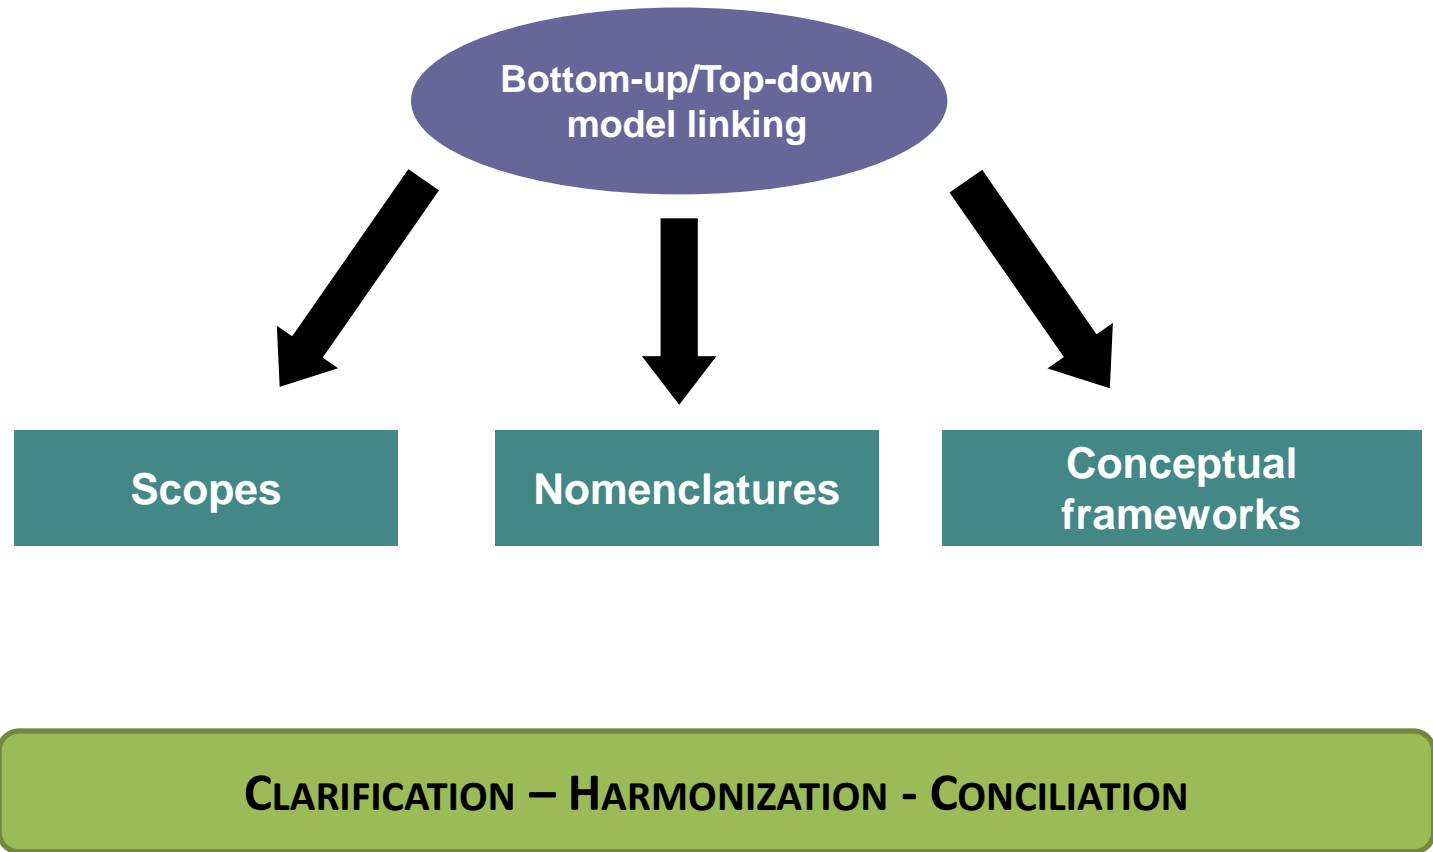 Bottom-up/Top-down
model linking
Scopes
Nomenclatures
Conceptual
frameworks
CLARIFICATION – HARMONIZATION - CONCILIATION